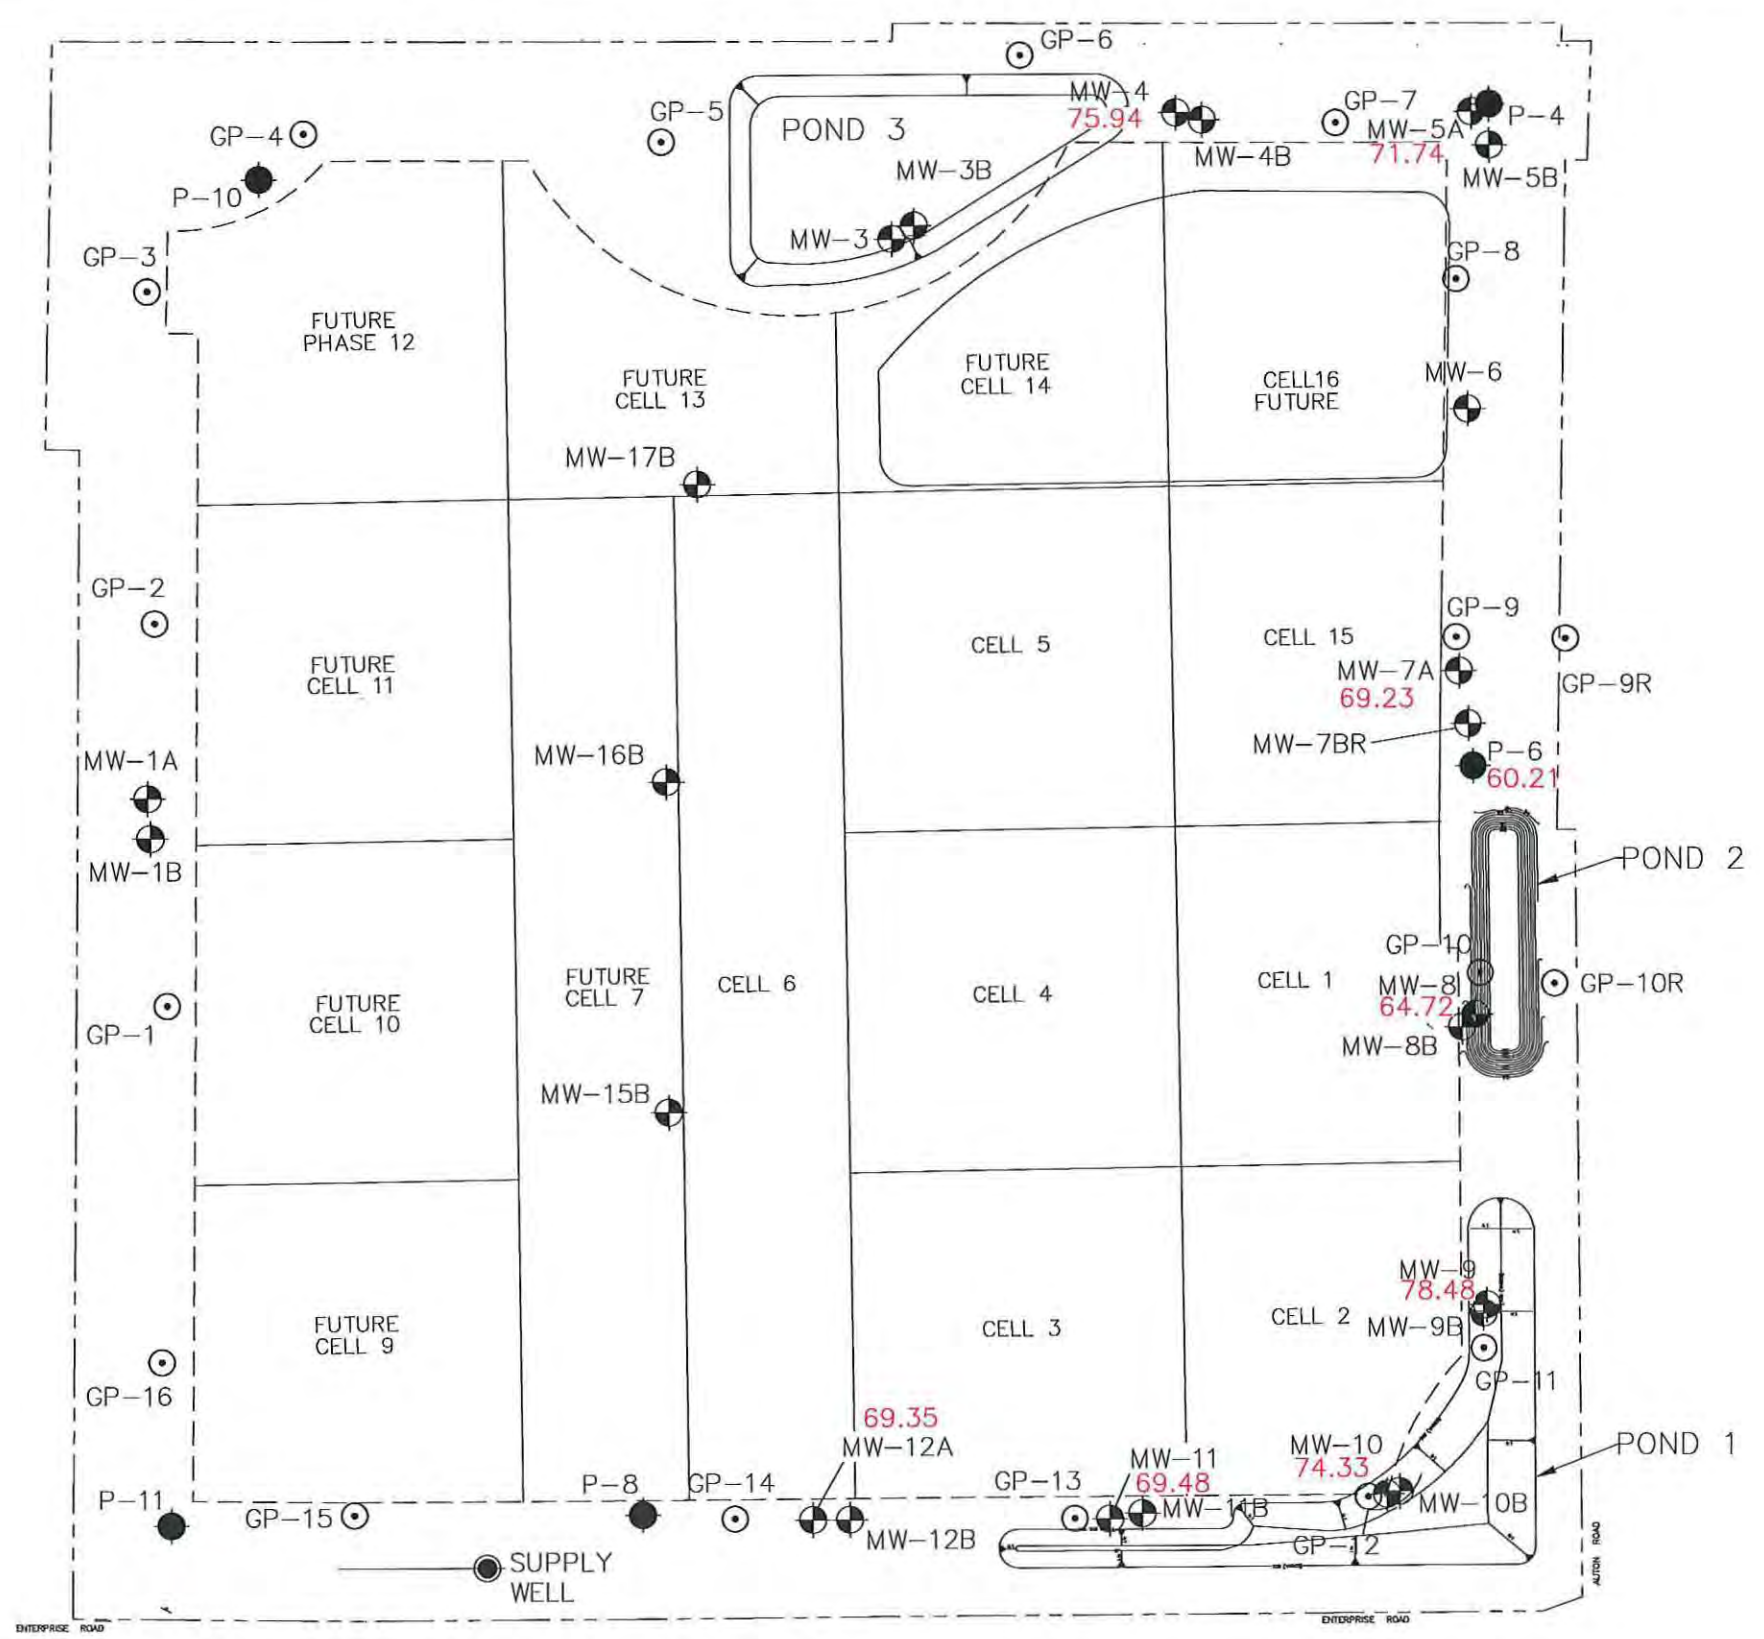 GP-6
MW-4
75.94
GP-5
POND 3
GP-7
MW-5A
71.74
P-4
GP-4
MW-3B
MW-4B
MW-5B
P-10
MW-3
GP-3
GP-8
FUTURE
PHASE 12
FUTURE
CELL 13
FUTURE
CELL 14
CELL16
FUTURE
MW-6
MW-17B
GP-2
GP-9
CELL 5
CELL 15
FUTURE
CELL 11
MW-7A
69.23
GP-9R
MW-1A
MW-16B
MW-7BR
P-6
60.21
MW-1B
POND 2
GP-10
FUTURE
CELL 7
CELL 6
CELL 4
CELL 1
MW-8
64.72
GP-10R
FUTURE
CELL 10
GP-1
MW-8B
MW-15B
MW-9
78.48
FUTURE
CELL 9
CELL 3
CELL 2
MW-9B
GP-11
GP-16
69.35
MW-12A
MW-11
69.48
MW-10
74.33
POND 1
P-11
GP-15
P-8
GP-14
GP-13
MW-11B
MW-10B
MW-12B
GP-12
SUPPLY
WELL
AUTON ROAD
ENTERPRISE ROAD
ENTERPRISE ROAD